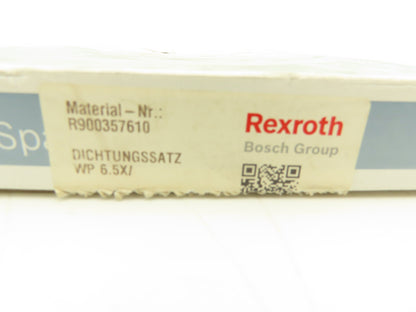 Material – Nr.:
R900357610
DICHTUNGSSATZ
WP 6.5X/
Rexroth
Bosch Group